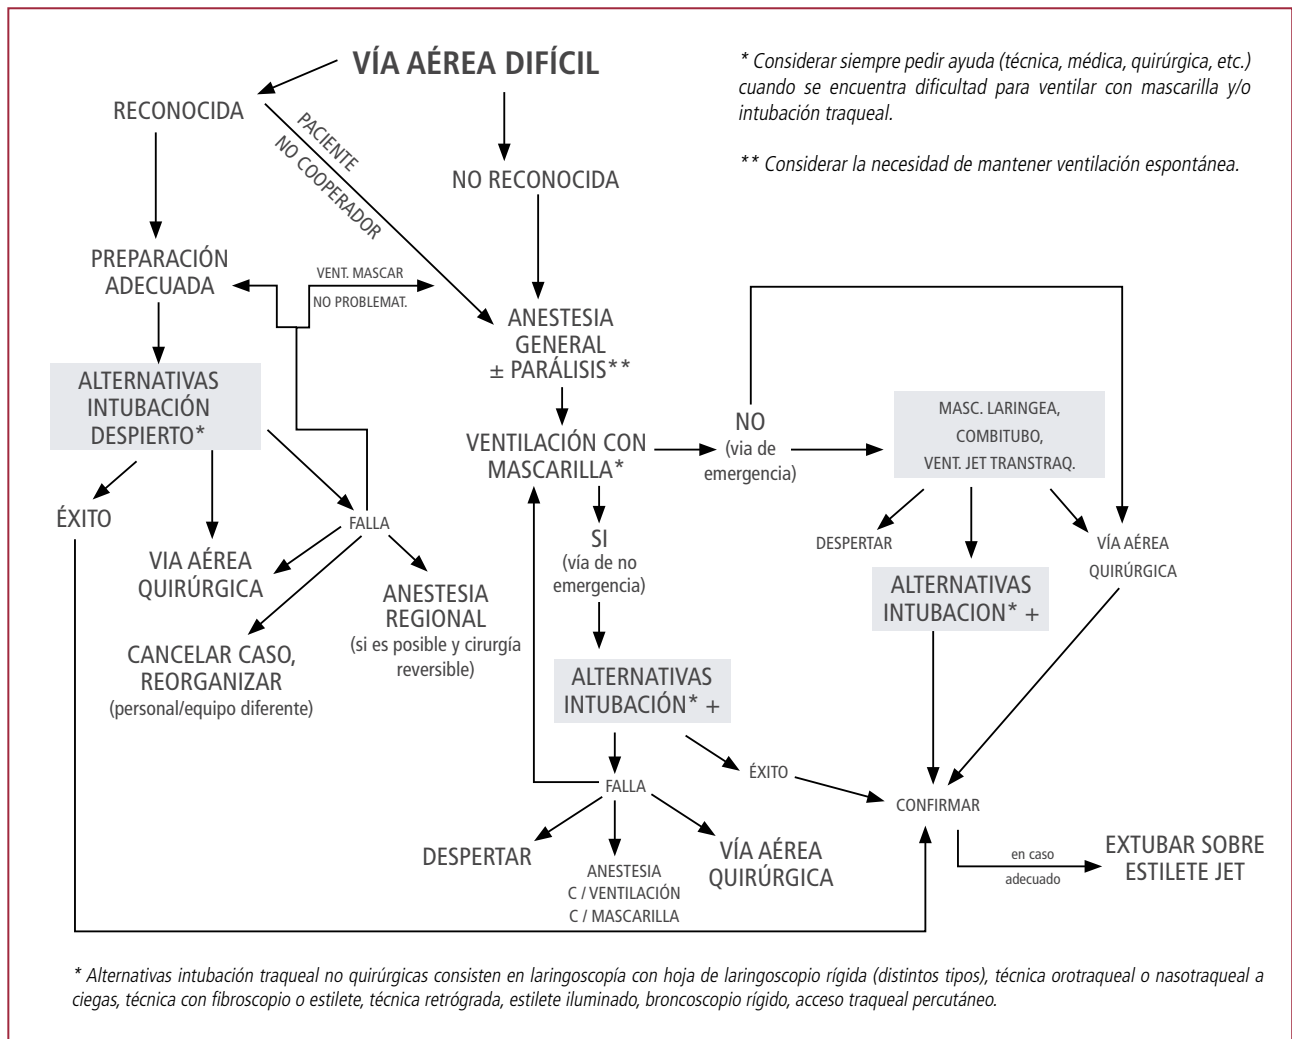 VÍA AÉREA DIFÍCIL
* Considerar siempre pedir ayuda (técnica, médica, quirúrgica, etc.)
cuando se encuentra dificultad para ventilar con mascarilla y/o
intubación traqueal.
** Considerar la necesidad de mantener ventilación espontánea.
RECONOCIDA
PACIENTE
NO COOPERADOR
NO RECONOCIDA
PREPARACIÓN
ADECUADA
VENT. MASCAR
NO PROBLEMAT.
ANESTESIA
GENERAL
± PARÁLISIS**
ALTERNATIVAS
INTUBACIÓN
DESPIERTO*
VENTILACIÓN CON
MASCARILLA*
NO
(via de
emergencia)
MASC. LARINGEA,
COMBITUBO,
VENT. JET TRANSTRAQ.
ÉXITO
FALLA
VIA AÉREA
QUIRÚRGICA
ANESTESIA
REGIONAL
(si es posible y cirurgía
reversible)
CANCELAR CASO,
REORGANIZAR
(personal/equipo diferente)
SI
(vía de no
emergencia)
DESPERTAR
VÍA AÉREA
QUIRÚRGICA
ALTERNATIVAS
INTUBACION* +
ALTERNATIVAS
INTUBACIÓN* +
ÉXITO
FALLA
CONFIRMAR
DESPERTAR
ANESTESIA
C / VENTILACIÓN
C / MASCARILLA
VÍA AÉREA
QUIRÚRGICA
en caso
adecuado
EXTUBAR SOBRE
ESTILETE JET
* Alternativas intubación traqueal no quirúrgicas consisten en laringoscopía con hoja de laringoscopio rígida (distintos tipos), técnica orotraqueal o nasotraqueal a
ciegas, técnica con fibroscopio o estilete, técnica retrógrada, estilete iluminado, broncoscopio rígido, acceso traqueal percutáneo.